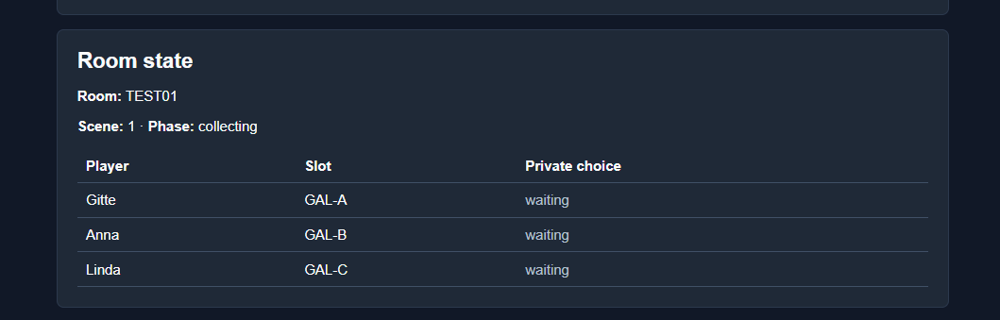 Room state
Room: TEST01
Scene: 1 · Phase: collecting
Player Slot Private choice
Gitte GAL-A waiting
Anna GAL-B waiting
Linda GAL-C waiting